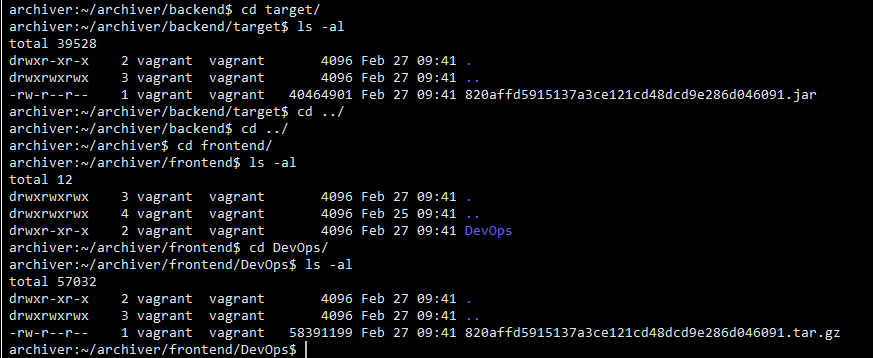 archiver:~/archiver/backend$ cd target/
archiver:~/archiver/backend/target$ ls -al
total 39528
drwxr-xr-x    2 vagrant  vagrant       4096 Feb 27 09:41 .
drwxrwxrwx    3 vagrant  vagrant       4096 Feb 27 09:41 ..
-rw-r--r--    1 vagrant  vagrant   40464901 Feb 27 09:41 820affd5915137a3ce121cd48dcd9e286d046091.jar
archiver:~/archiver/backend/target$ cd ../
archiver:~/archiver/backend$ cd ../
archiver:~/archiver$ cd frontend/
archiver:~/archiver/frontend$ ls -al
total 12
drwxrwxrwx    3 vagrant  vagrant       4096 Feb 27 09:41 .
drwxrwxrwx    4 vagrant  vagrant       4096 Feb 25 09:41 ..
drwxr-xr-x    2 vagrant  vagrant       4096 Feb 27 09:41 DevOps
archiver:~/archiver/frontend$ cd DevOps/
archiver:~/archiver/frontend/DevOps$ ls -al
total 57032
drwxr-xr-x    2 vagrant  vagrant       4096 Feb 27 09:41 .
drwxrwxrwx    3 vagrant  vagrant       4096 Feb 27 09:41 ..
-rw-r--r--    1 vagrant  vagrant   58391199 Feb 27 09:41 820affd5915137a3ce121cd48dcd9e286d046091.tar.gz
archiver:~/archiver/frontend/DevOps$